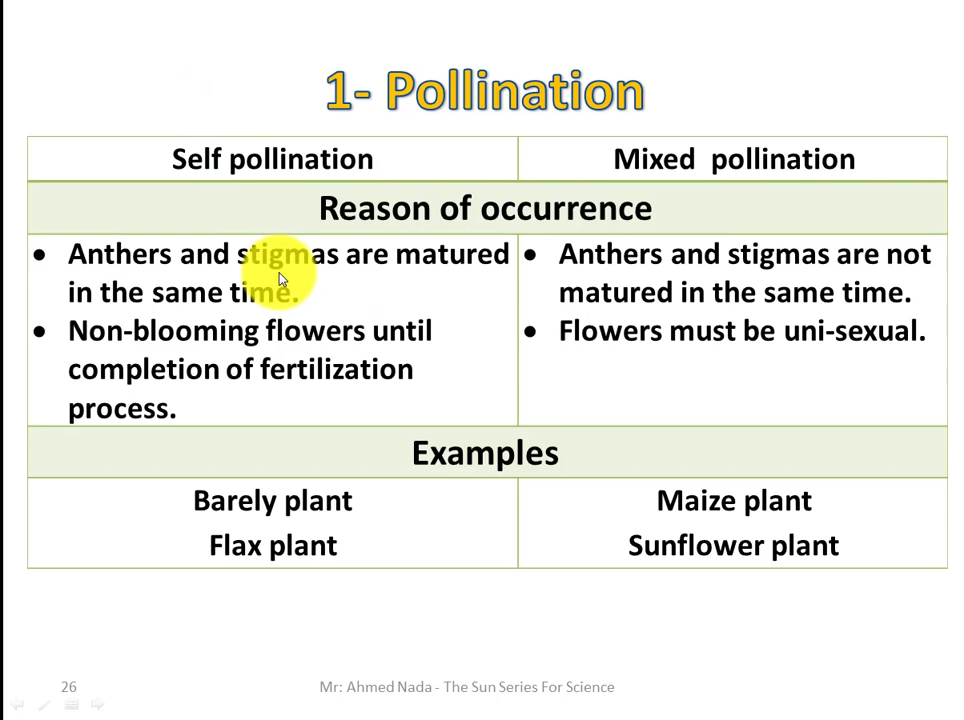 1- Pollination
Self pollination
Mixed pollination
Reason of occurrence
• Anthers and stigmas are matured
in the same time.
• Non-blooming flowers until
completion of fertilization
process.
• Anthers and stigmas are not
matured in the same time.
• Flowers must be uni-sexual.
Examples
Barely plant
Flax plant
Maize plant
Sunflower plant
26
Mr: Ahmed Nada - The Sun Series For Science